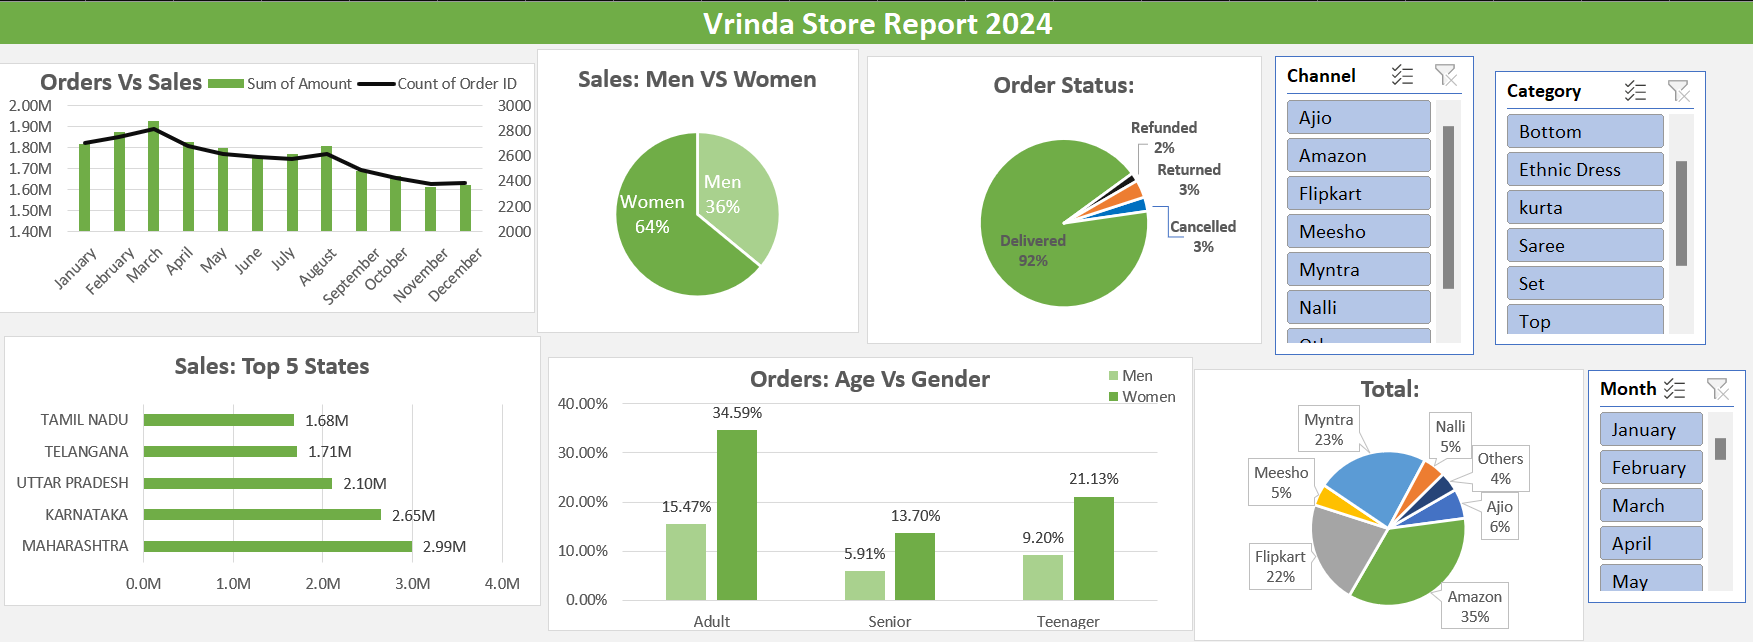 Vrinda Store Report 2024
Orders Vs Sales
Sum of Amount
Count of Order ID
2.00M
1.90M
1.80M
1.70M
1.60M
1.50M
1.40M
3000
2800
2600
2400
2200
2000
January
February
March
April
May
June
July
August
September
October
November
December
Sales: Men VS Women
Men
36%
Women
64%
Order Status:
Refunded
2%
Returned
3%
Cancelled
3%
Delivered
92%
Channel
Ajio
Amazon
Flipkart
Meesho
Myntra
Nalli
Category
Bottom
Ethnic Dress
kurta
Saree
Set
Top
Sales: Top 5 States
TAMIL NADU
1.68M
TELANGANA
1.71M
UTTAR PRADESH
2.10M
KARNATAKA
2.65M
MAHARASHTRA
2.99M
0.0M
1.0M
2.0M
3.0M
4.0M
Orders: Age Vs Gender
Men
Women
40.00%
30.00%
20.00%
10.00%
0.00%
15.47%
34.59%
5.91%
13.70%
9.20%
21.13%
Adult
Senior
Teenager
Total:
Myntra
23%
Nalli
5%
Others
4%
Ajio
6%
Meesho
5%
Flipkart
22%
Amazon
35%
Month
January
February
March
April
May